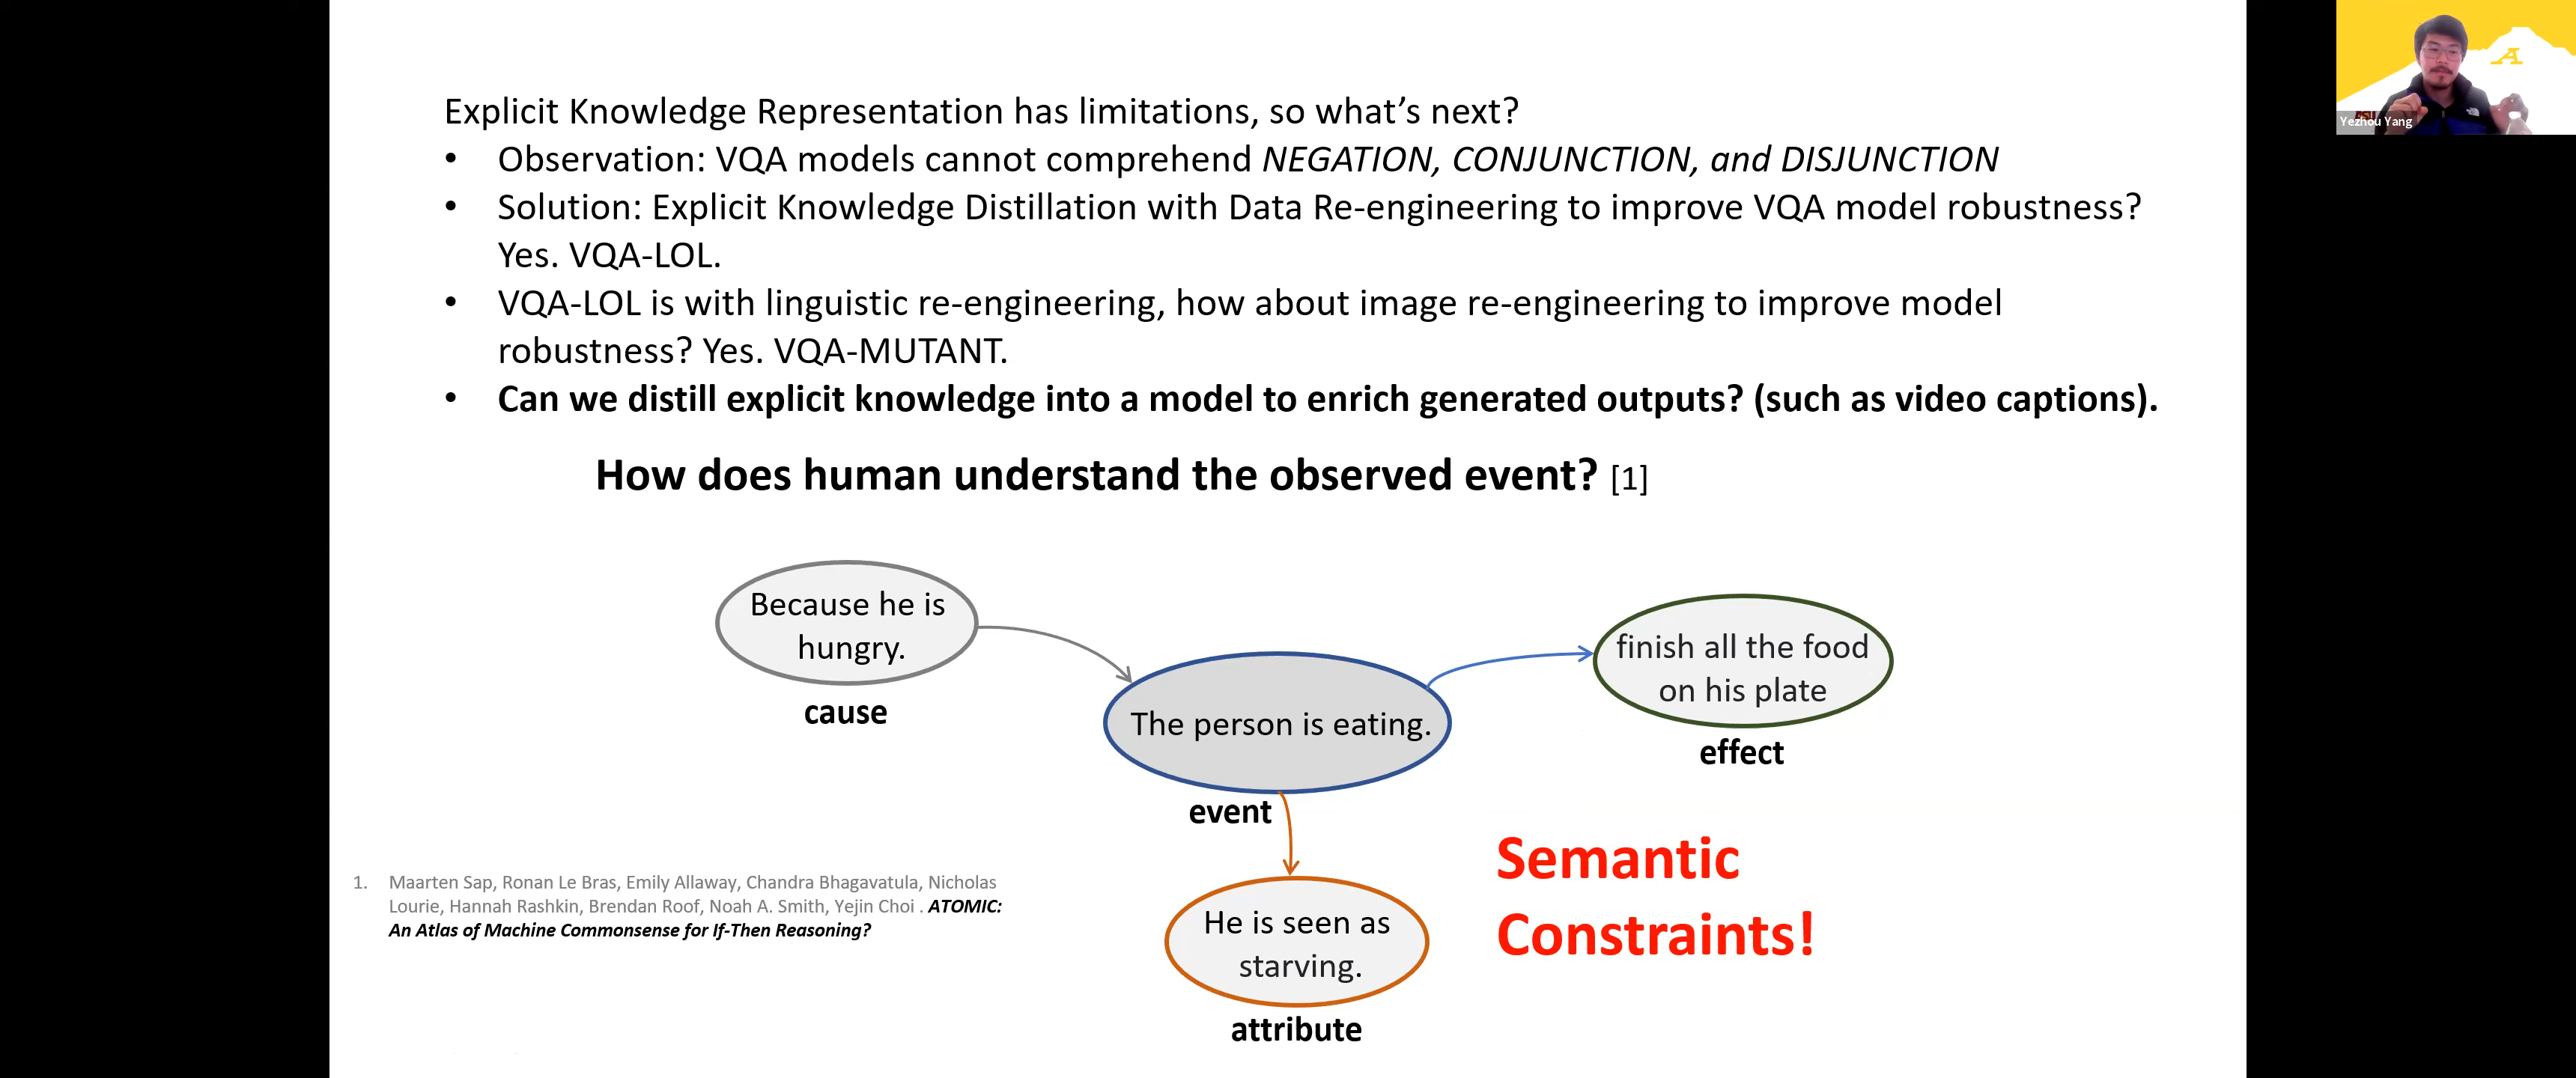 Explicit Knowledge Representation has limitations, so what's next?
• Observation: VQA models cannot comprehend NEGATION, CONJUNCTION, and DISJUNCTION
• Solution: Explicit Knowledge Distillation with Data Re-engineering to improve VQA model robustness?
Yes. VQA-LOL.
• VQA-LOL is with linguistic re-engineering, how about image re-engineering to improve model
robustness? Yes. VQA-MUTANT.
• Can we distill explicit knowledge into a model to enrich generated outputs? (such as video captions).
How does human understand the observed event? [1]
Because he is
hungry.
cause
The person is eating.
event
finish all the food
on his plate
effect
He is seen as
starving.
attribute
Semantic
Constraints!
1. Maarten Sap, Ronan Le Bras, Emily Allaway, Chandra Bhagavatula, Nicholas
Lourie, Hannah Rashkin, Brendan Roof, Noah A. Smith, Yejin Choi . ATOMIC:
An Atlas of Machine Commonsense for If-Then Reasoning?
A
Yezhou Yang